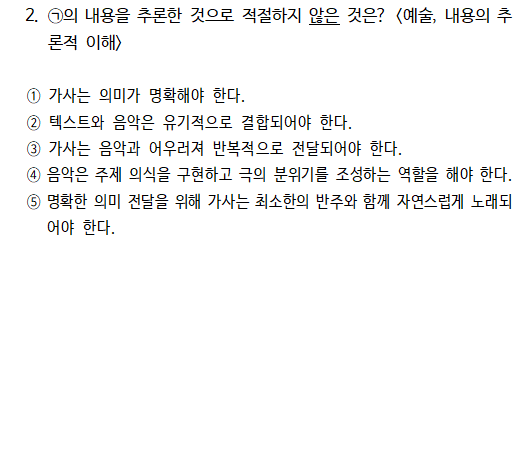 2. ㉠의 내용을 추론한 것으로 적절하지 않은 것은? <예술, 내용의 추
론적 이해>
① 가사는 의미가 명확해야 한다.
② 텍스트와 음악은 유기적으로 결합되어야 한다.
③ 가사는 음악과 어우러져 반복적으로 전달되어야 한다.
④ 음악은 주제 의식을 구현하고 극의 분위기를 조성하는 역할을 해야 한다.
⑤ 명확한 의미 전달을 위해 가사는 최소한의 반주와 함께 자연스럽게 노래되
어야 한다.